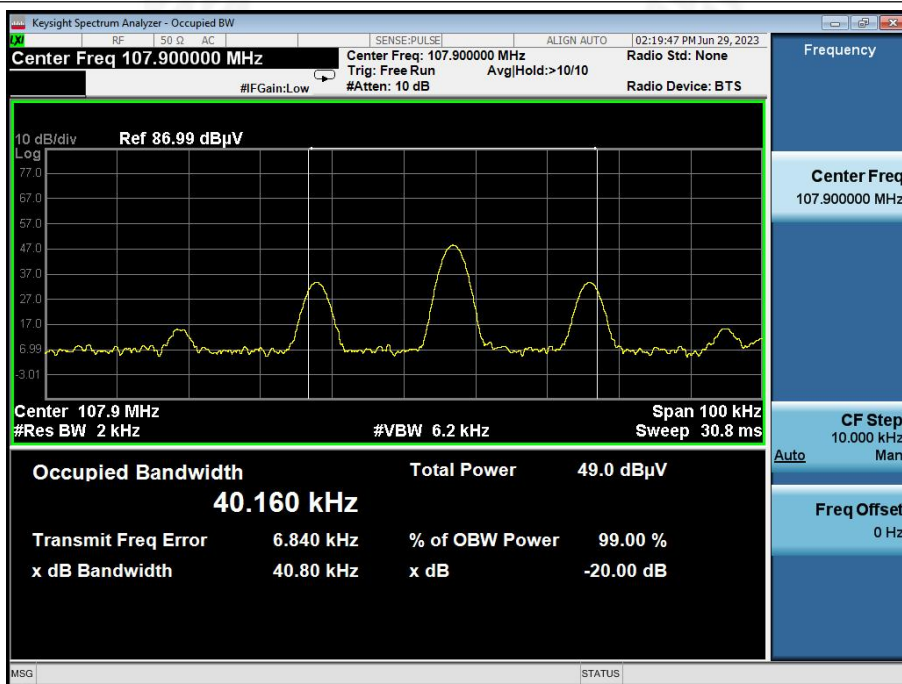 Keysight Spectrum Analyzer - Occupied BW
LXI RF 50 Ω AC SENSE:PULSE ALIGN AUTO 02:19:47 PM Jun 29, 2023
Center Freq 107.900000 MHz Center Freq: 107.900000 MHz Radio Std: None
Trig: Free Run Avg|Hold:>10/10
#IFGain:Low #Atten: 10 dB Radio Device: BTS
10 dB/div Ref 86.99 dBµV
Log
77.0
67.0
57.0
47.0
37.0
27.0
17.0
6.99
-3.01
Center 107.9 MHz Span 100 kHz
#Res BW 2 kHz #VBW 6.2 kHz Sweep 30.8 ms
Occupied Bandwidth Total Power 49.0 dBµV
40.160 kHz
Transmit Freq Error 6.840 kHz % of OBW Power 99.00 %
x dB Bandwidth 40.80 kHz x dB -20.00 dB
MSG STATUS
Frequency
Center Freq
107.900000 MHz
CF Step
10.000 kHz
Auto Man
Freq Offset
0 Hz